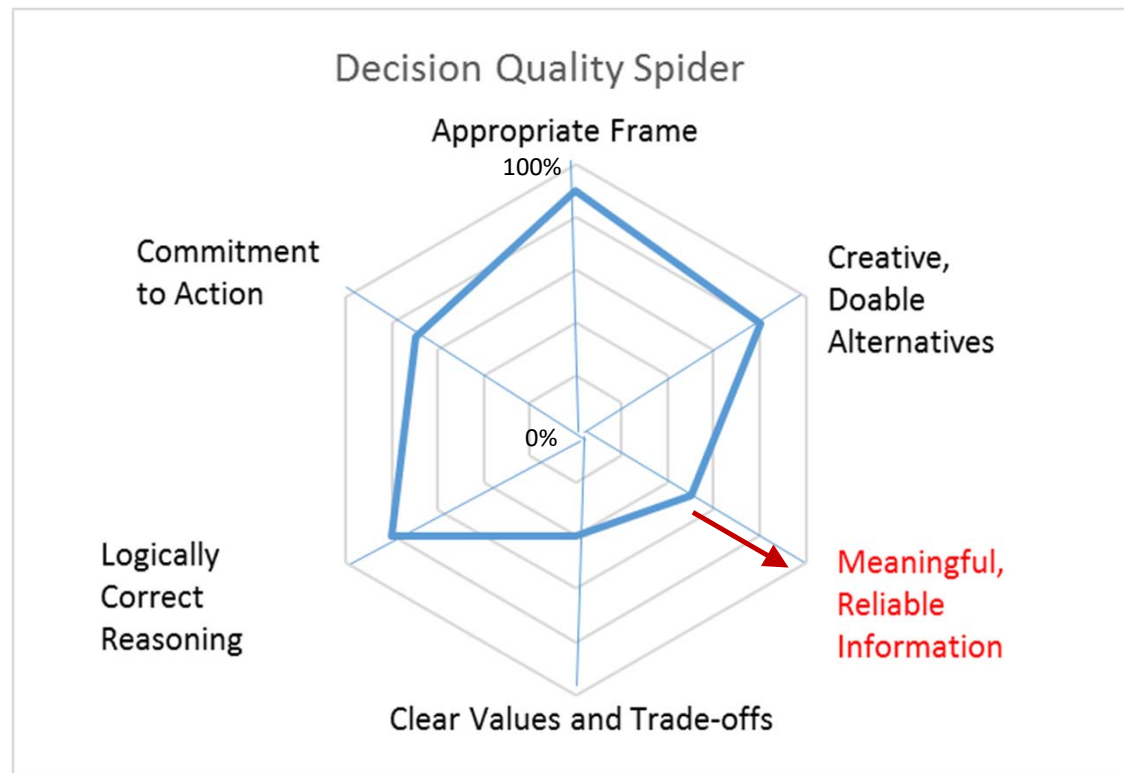 Decision Quality Spider
Appropriate Frame
100%
Commitment
to Action
Creative,
Doable
Alternatives
0%
Logically
Correct
Reasoning
Meaningful,
Reliable
Information
Clear Values and Trade-offs